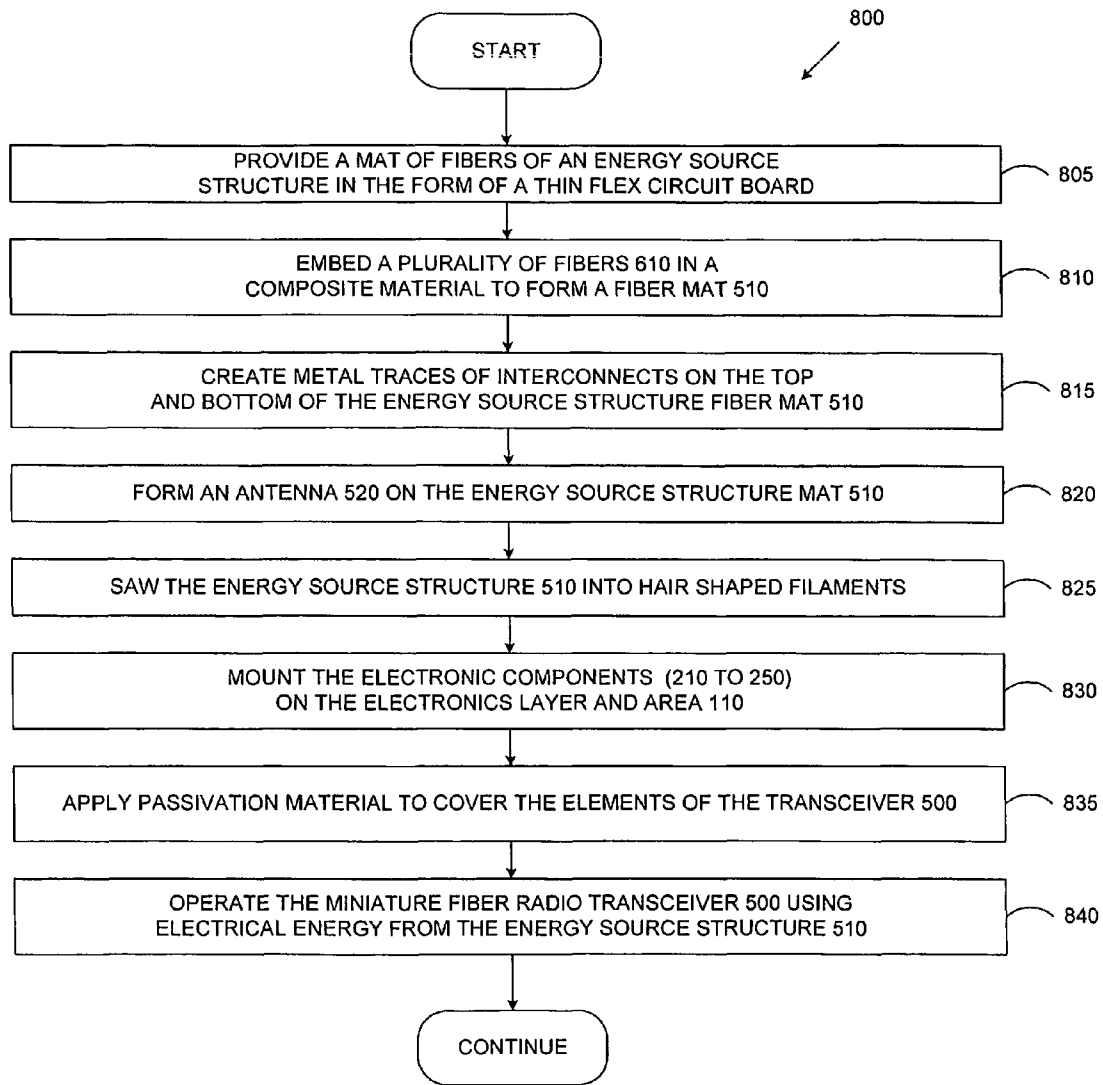 800
START
PROVIDE A MAT OF FIBERS OF AN ENERGY SOURCE
STRUCTURE IN THE FORM OF A THIN FLEX CIRCUIT BOARD
805
EMBED A PLURALITY OF FIBERS 610 IN A
COMPOSITE MATERIAL TO FORM A FIBER MAT 510
810
CREATE METAL TRACES OF INTERCONNECTS ON THE TOP
AND BOTTOM OF THE ENERGY SOURCE STRUCTURE FIBER MAT 510
815
FORM AN ANTENNA 520 ON THE ENERGY SOURCE STRUCTURE MAT 510
820
SAW THE ENERGY SOURCE STRUCTURE 510 INTO HAIR SHAPED FILAMENTS
825
MOUNT THE ELECTRONIC COMPONENTS (210 TO 250)
ON THE ELECTRONICS LAYER AND AREA 110
830
APPLY PASSIVATION MATERIAL TO COVER THE ELEMENTS OF THE TRANSCEIVER 500
835
OPERATE THE MINIATURE FIBER RADIO TRANSCEIVER 500 USING
ELECTRICAL ENERGY FROM THE ENERGY SOURCE STRUCTURE 510
840
CONTINUE